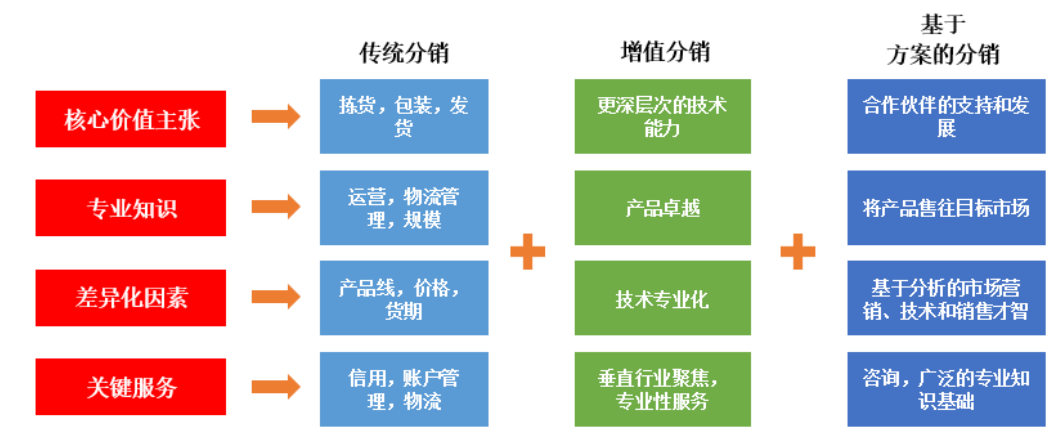 传统分销
增值分销
基于
方案的分销
核心价值主张
拣货，包装，发
货
更深层次的技术
能力
合作伙伴的支持和发
展
专业知识
运营，物流管
理，规模
产品卓越
将产品售往目标市场
差异化因素
产品线，价格，
货期
技术专业化
基于分析的市场营
销、技术和销售才智
关键服务
信用，账户管
理，物流
垂直行业聚焦，
专业性服务
咨询，广泛的专业知
识基础